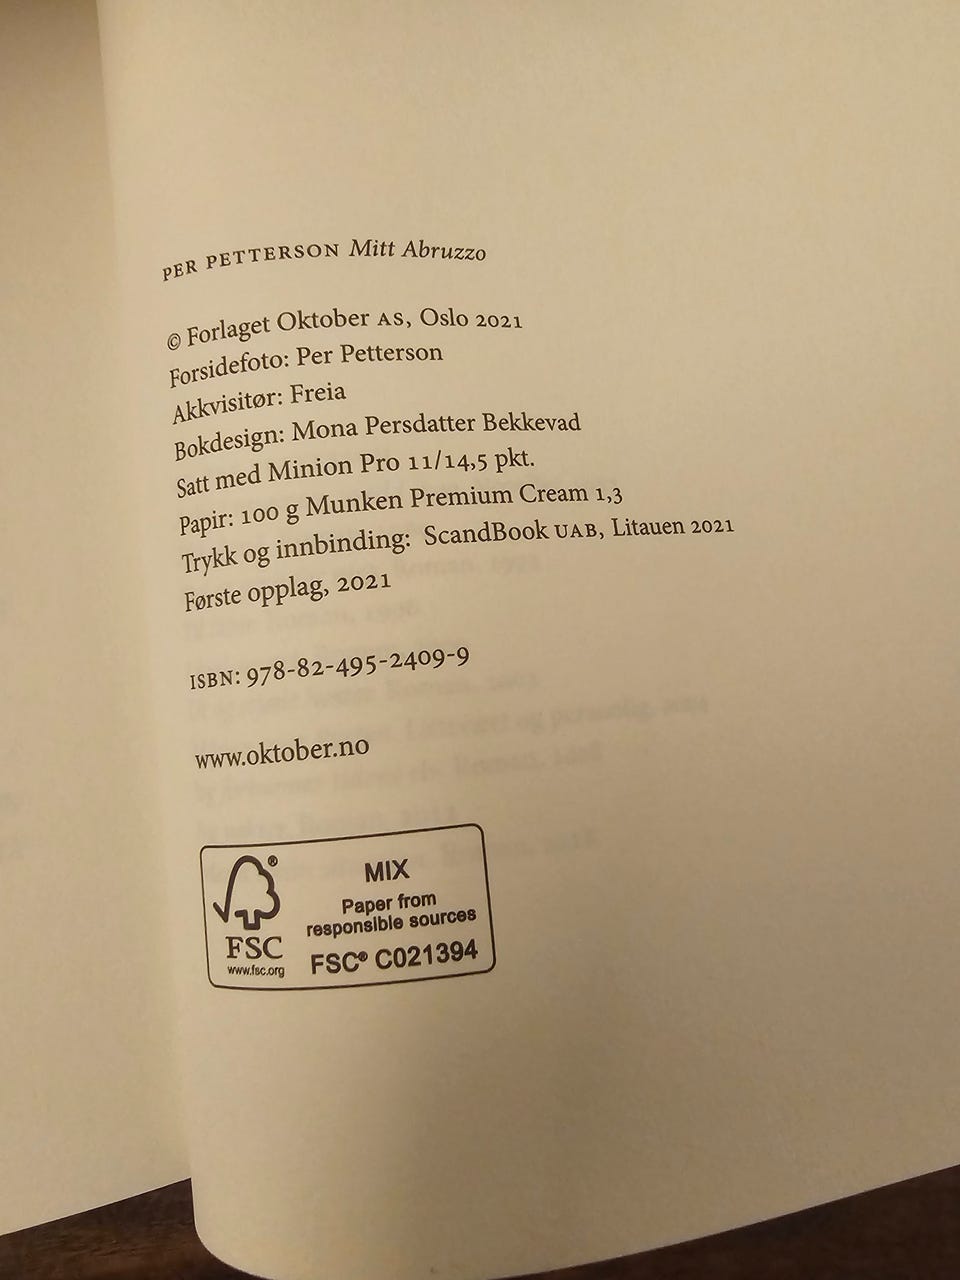 PER PETTERSON Mitt Abruzzo
© Forlaget Oktober AS, Oslo 2021
Forsidefoto: Per Petterson
Akkvisitør: Freia
Bokdesign: Mona Persdatter Bekkevad
Satt med Minion Pro 11/14,5 pkt.
Papir: 100 g Munken Premium Cream 1,3
Trykk og innbinding: ScandBook UAB, Litauen 2021
Første opplag, 2021
ISBN: 978-82-495-2409-9
www.oktober.no
®
FSC
www.fsc.org
MIX
Paper from
responsible sources
FSC® C021394